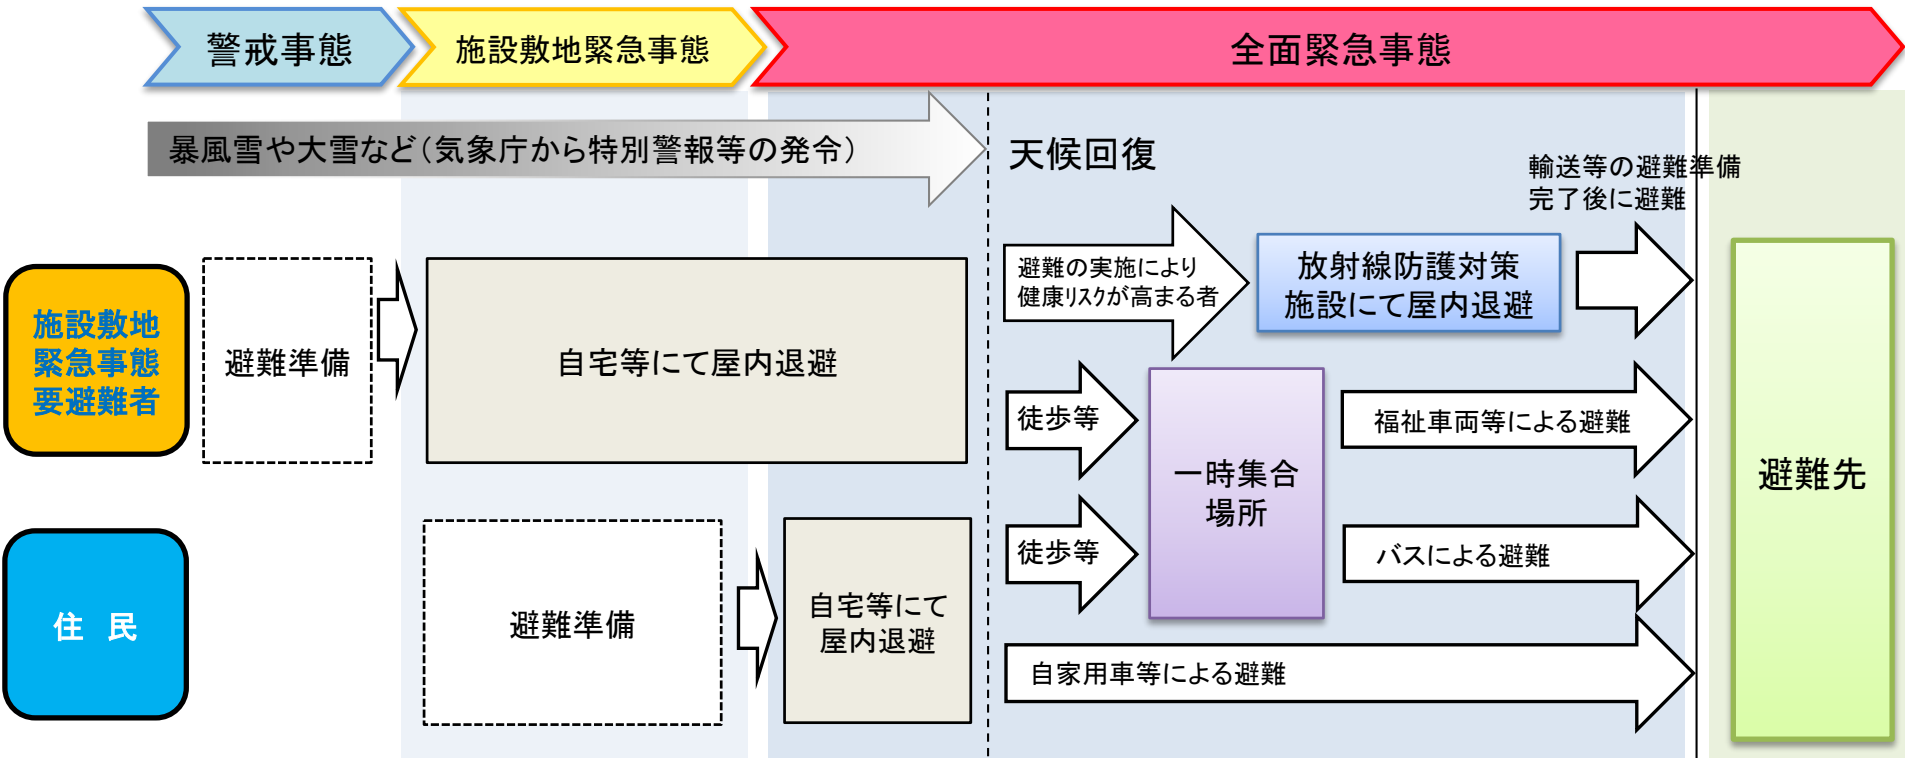 警戒事態
施設敷地緊急事態
全面緊急事態
暴風雪や大雪など（気象庁から特別警報等の発令）
天候回復
輸送等の避難準備
完了後に避難
施設敷地
緊急事態
要避難者
避難準備
自宅等にて屋内退避
避難の実施により
健康リスクが高まる者
放射線防護対策
施設にて屋内退避
徒歩等
一時集合
場所
福祉車両等による避難
避難先
住　民
避難準備
自宅等にて
屋内退避
徒歩等
バスによる避難
自家用車等による避難